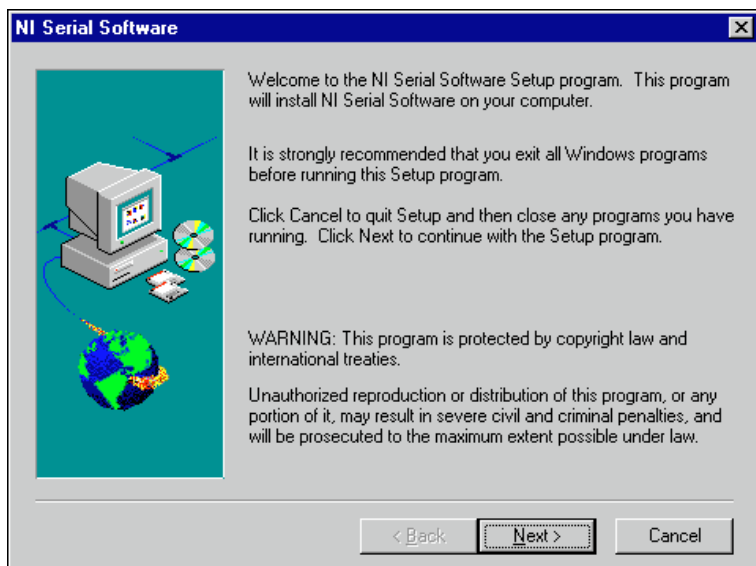 NI Serial Software
Welcome to the NI Serial Software Setup program.  This program
will install NI Serial Software on your computer.
It is strongly recommended that you exit all Windows programs
before running this Setup program.
Click Cancel to quit Setup and then close any programs you have
running.  Click Next to continue with the Setup program.
WARNING: This program is protected by copyright law and
international treaties.
Unauthorized reproduction or distribution of this program, or any
portion of it, may result in severe civil and criminal penalties, and
will be prosecuted to the maximum extent possible under law.
< Back
Next >
Cancel